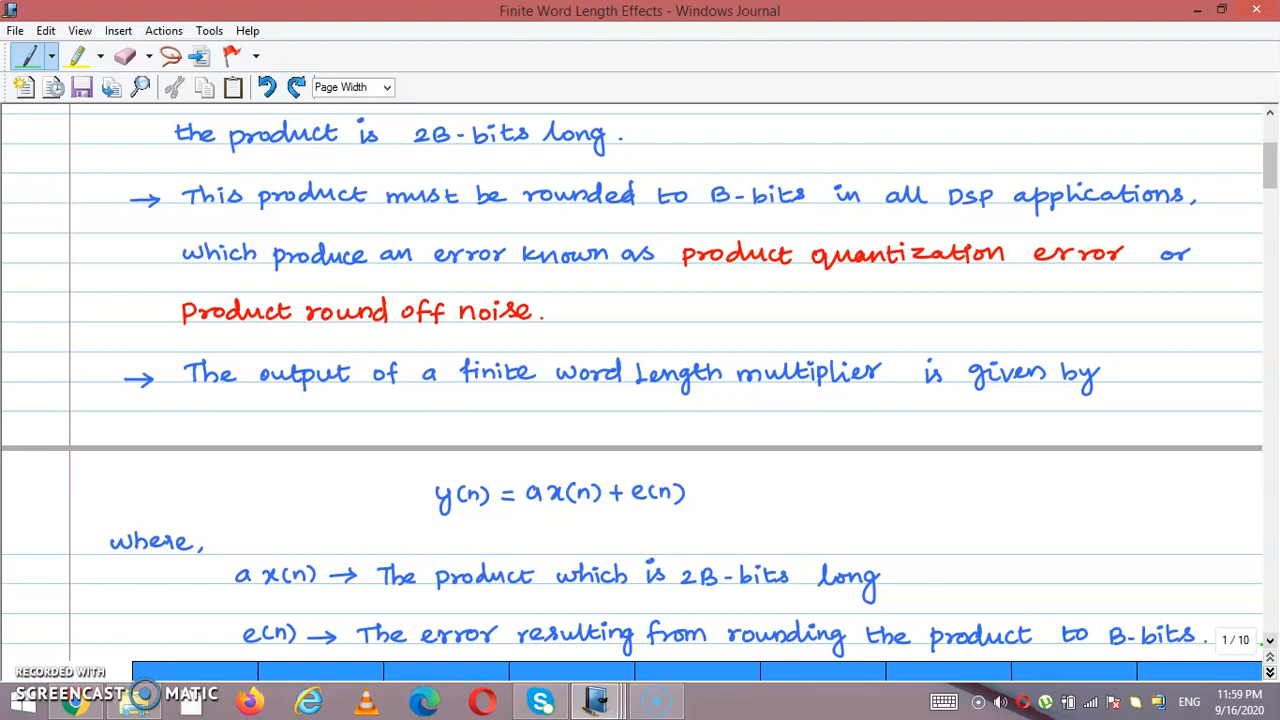 Finite Word Length Effects - Windows Journal
File Edit View Insert Actions Tools Help
Page Width
the product is 2B-bits long.
→ This product must be rounded to B-bits in all DSP applications,
which produce an error known as product quantization error or
Product round off noise.
→ The output of a finite word Length multiplier is given by
y(n) = ax(n) + e(n)
where,
a x(n) → The product which is 2B-bits long
e(n) → The error resulting from rounding the product to B-bits.
1 / 10
RECORDED WITH
SCREENCAST MATIC
ENG
11:59 PM
9/16/2020